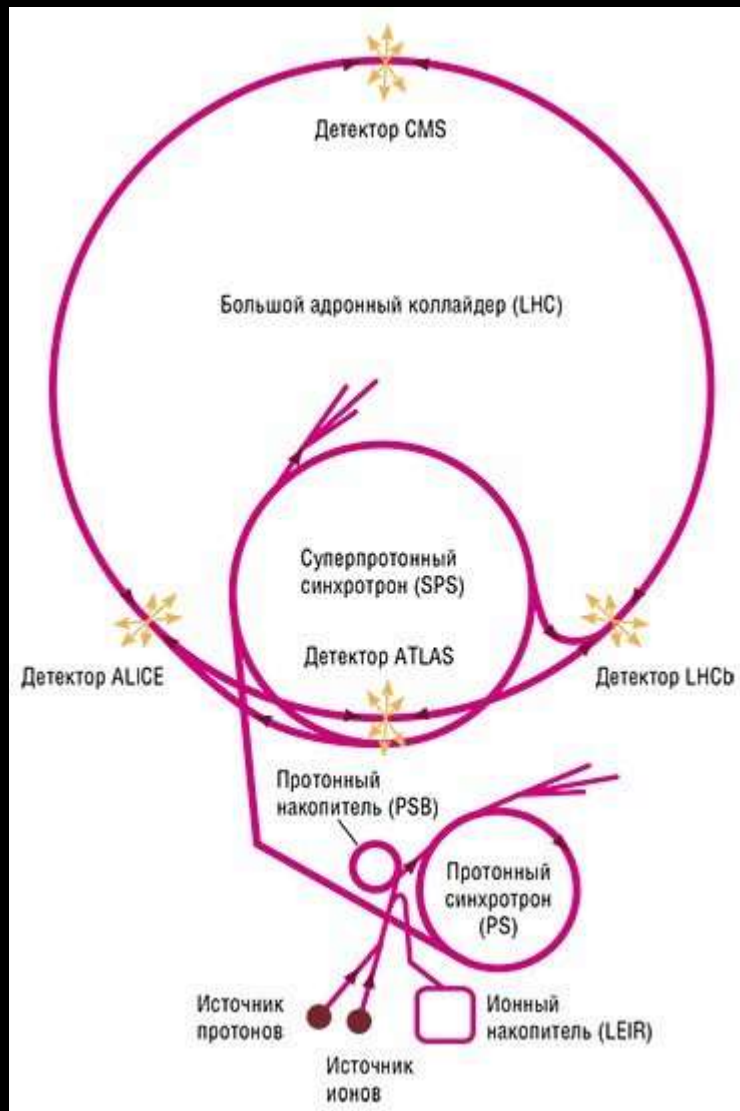 Детектор CMS
Большой адронный коллайдер (LHC)
Суперпротонный
синхротрон (SPS)
Детектор ATLAS
Детектор ALICE
Детектор LHCb
Протонный
накопитель (PSB)
Протонный
синхротрон
(PS)
Источник
протонов
Источник
ионов
Ионный
накопитель (LEIR)